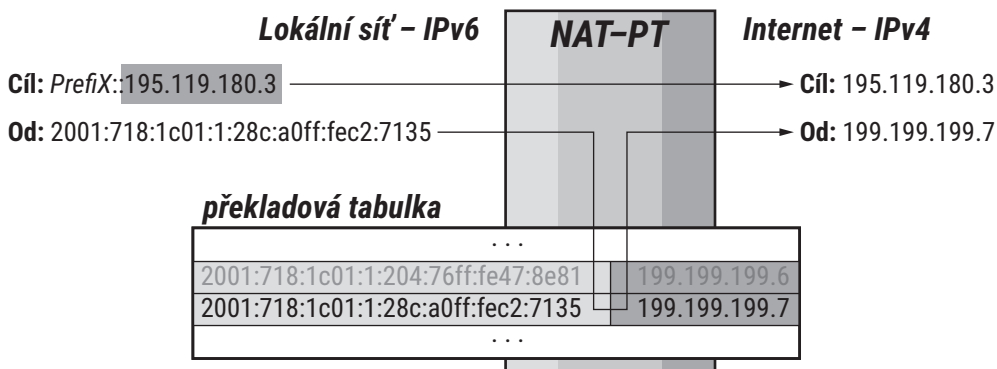 Lokální síť – IPv6 NAT–PT Internet – IPv4
Cíl: PrefiX::195.119.180.3 Cíl: 195.119.180.3
Od: 2001:718:1c01:1:28c:a0ff:fec2:7135 Od: 199.199.199.7
překladová tabulka
. . .
2001:718:1c01:1:204:76ff:fe47:8e81 199.199.199.6
2001:718:1c01:1:28c:a0ff:fec2:7135 199.199.199.7
. . .